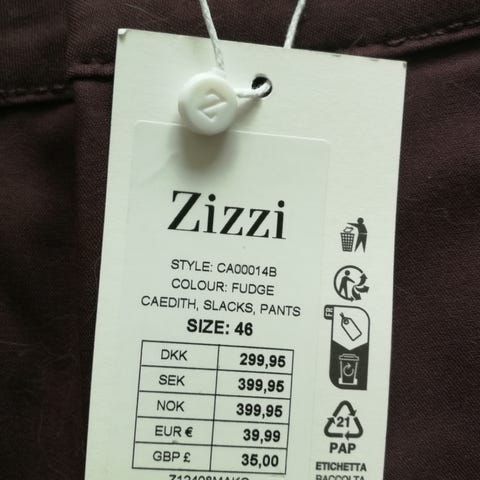 Zizzi
STYLE: CA00014B
COLOUR: FUDGE
CAEDITH, SLACKS, PANTS
SIZE: 46
DKK 299,95
SEK 399,95
NOK 399,95
EUR € 39,99
GBP £ 35,00
FR
21
PAP
ETICHETTA